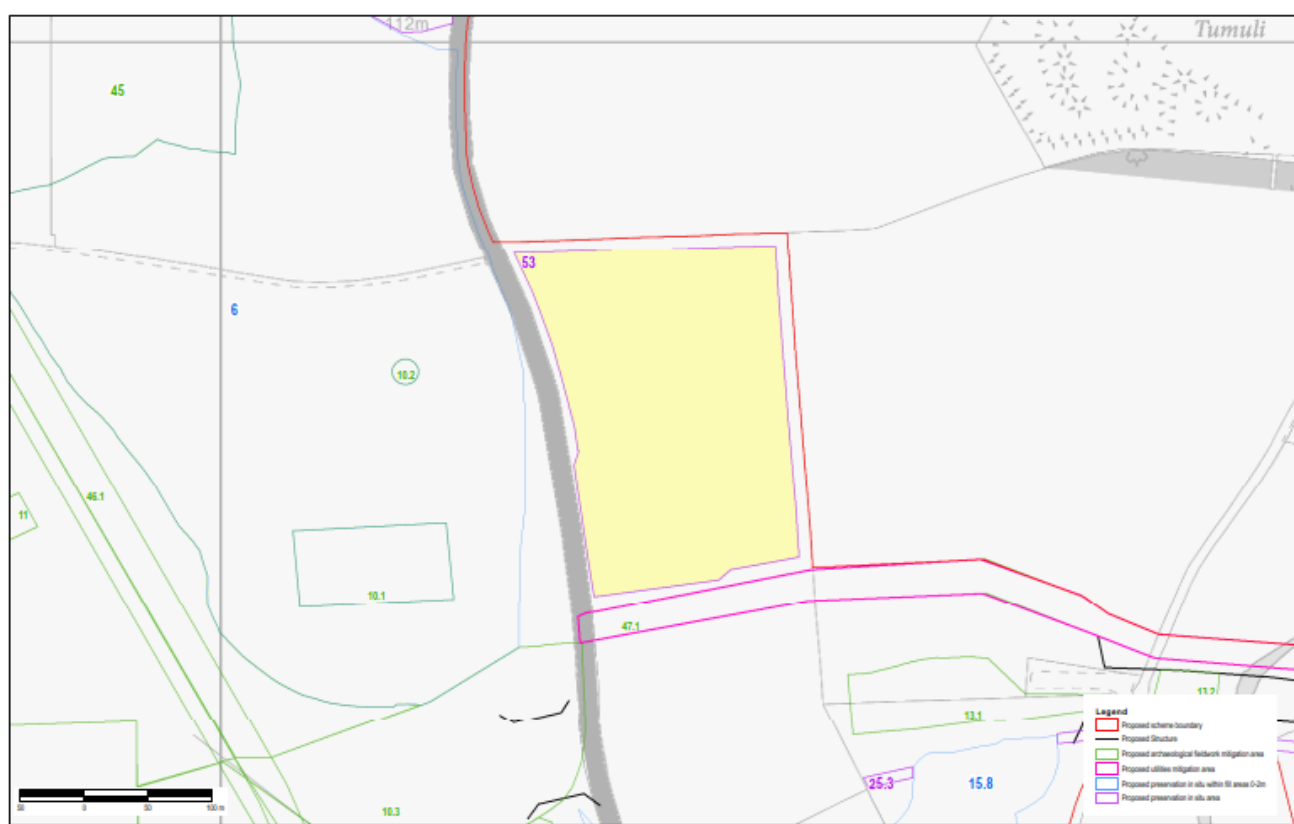 112m
Tumuli
45
53
6
10.2
46.1
11
10.1
47.1
13.2
13.1
25.3
15.8
10.3
Legend
Proposed scheme boundary
Proposed Structure
Proposed archaeological fieldwork mitigation area
Proposed utilities mitigation area
Proposed preservation in situ within fill areas 0-2m
Proposed preservation in situ area
50 0 50 100 m